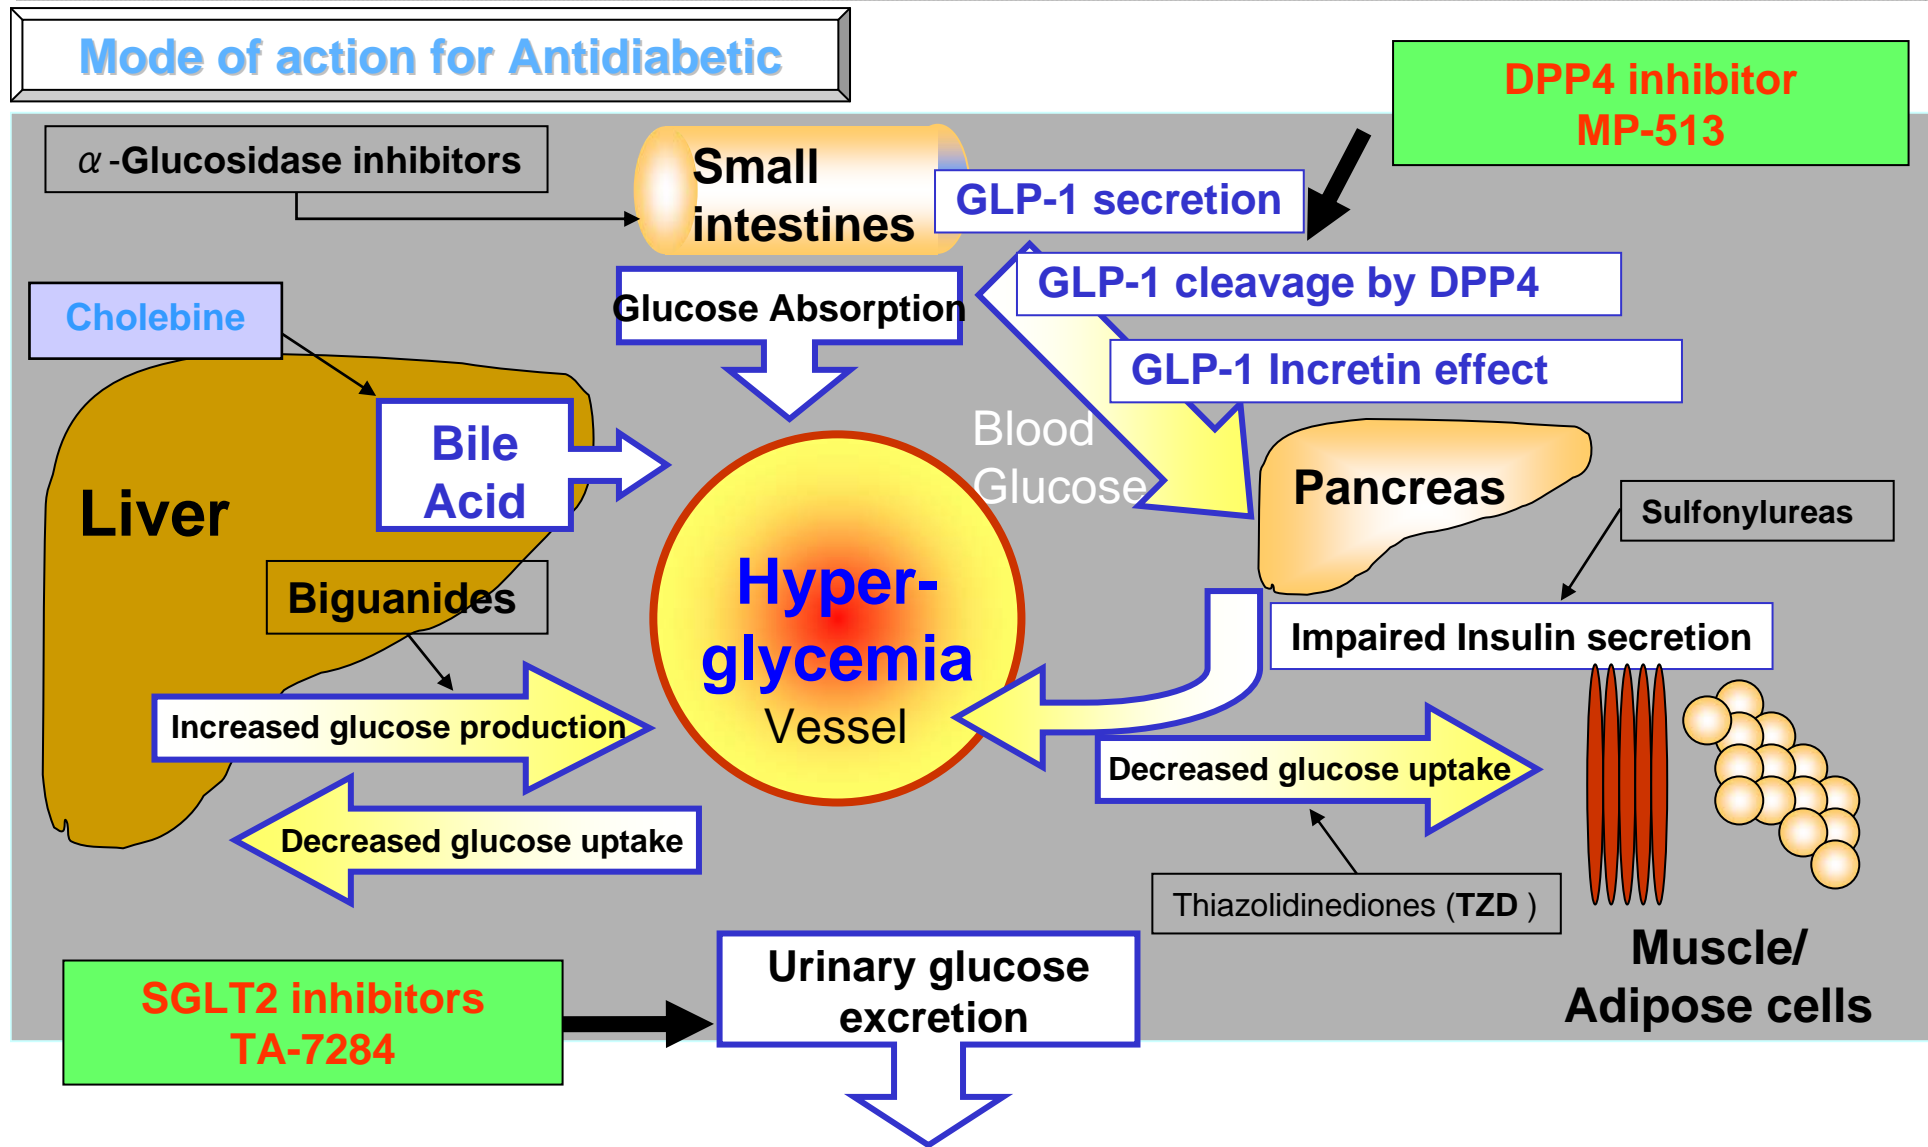 Mode of action for Antidiabetic
DPP4 inhibitor
MP-513
α-Glucosidase inhibitors
Small
intestines
GLP-1 secretion
GLP-1 cleavage by DPP4
Glucose Absorption
Cholebine
GLP-1 Incretin effect
Blood
Glucose
Bile
Acid
Liver
Pancreas
Sulfonylureas
Hyper-
glycemia
Vessel
Biguanides
Impaired Insulin secretion
Increased glucose production
Decreased glucose uptake
Decreased glucose uptake
Thiazolidinediones (TZD )
Muscle/
Adipose cells
Urinary glucose
excretion
SGLT2 inhibitors
TA-7284